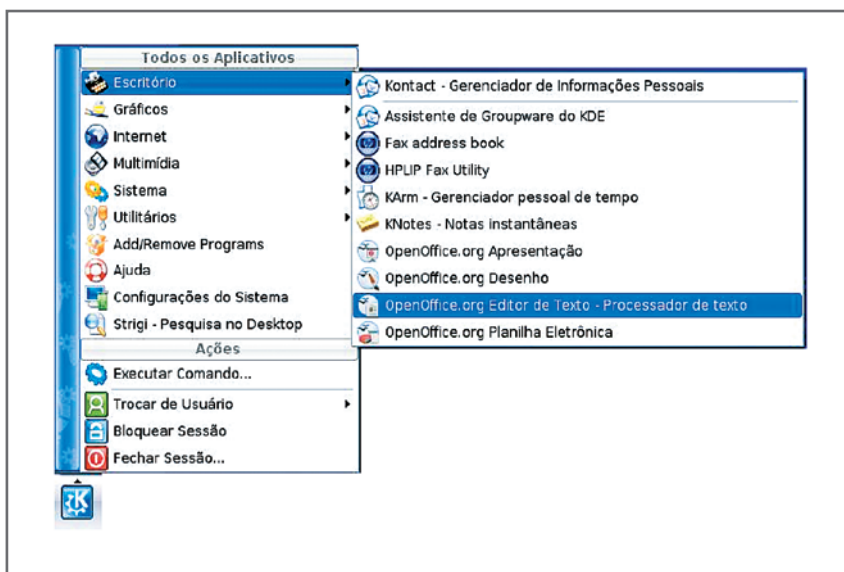 Todos os Aplicativos
Escritório
Gráficos
Internet
Multimídia
Sistema
Utilitários
Add/Remove Programs
Ajuda
Configurações do Sistema
Strigi - Pesquisa no Desktop
Ações
Executar Comando...
Trocar de Usuário
Bloquear Sessão
Fechar Sessão...
Kontact - Gerenciador de Informações Pessoais
Assistente de Groupware do KDE
Fax address book
HPLIP Fax Utility
KArm - Gerenciador pessoal de tempo
KNotes - Notas instantâneas
OpenOffice.org Apresentação
OpenOffice.org Desenho
OpenOffice.org Editor de Texto - Processador de texto
OpenOffice.org Planilha Eletrônica